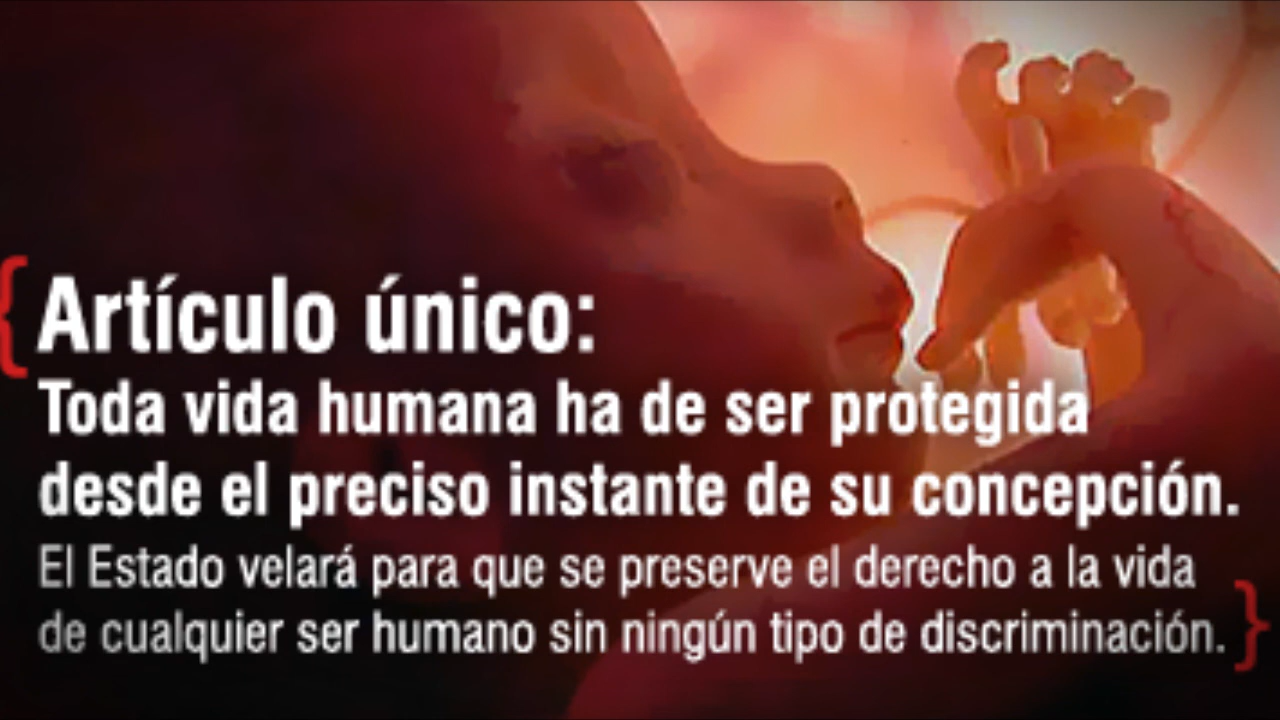 {Artículo único:
Toda vida humana ha de ser protegida
desde el preciso instante de su concepción.
El Estado velará para que se preserve el derecho a la vida
de cualquier ser humano sin ningún tipo de discriminación.}